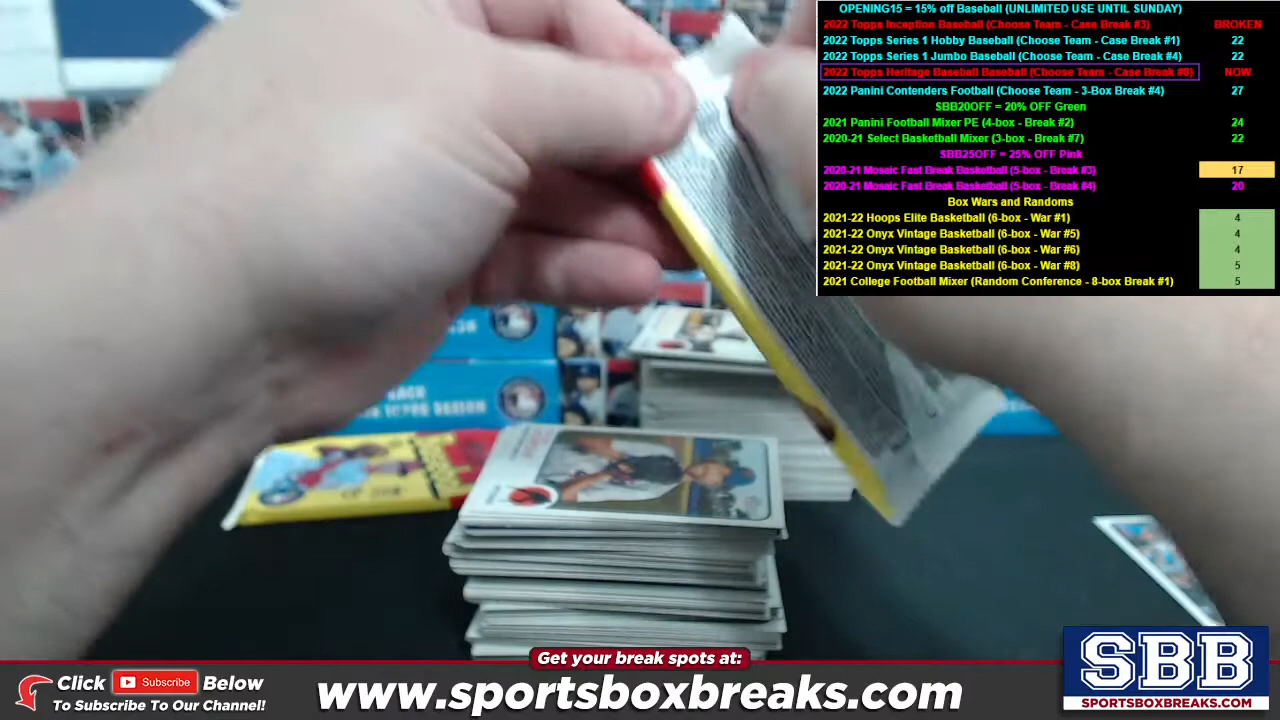 OPENING15 = 15% off Baseball (UNLIMITED USE UNTIL SUNDAY)
2022 Topps Inception Baseball (Choose Team - Case Break #3) BROKEN
2022 Topps Series 1 Hobby Baseball (Choose Team - Case Break #1) 22
2022 Topps Series 1 Jumbo Baseball (Choose Team - Case Break #4) 22
2022 Topps Heritage Baseball Baseball (Choose Team - Case Break #8) NOW
2022 Panini Contenders Football (Choose Team - 3-Box Break #4) 27
SBB20OFF = 20% OFF Green
2021 Panini Football Mixer PE (4-box - Break #2) 24
2020-21 Select Basketball Mixer (3-box - Break #7) 22
SBB25OFF = 25% OFF Pink
2020-21 Mosaic Fast Break Basketball (5-box - Break #3) 17
2020-21 Mosaic Fast Break Basketball (5-box - Break #4) 20
Box Wars and Randoms
2021-22 Hoops Elite Basketball (6-box - War #1) 4
2021-22 Onyx Vintage Basketball (6-box - War #5) 4
2021-22 Onyx Vintage Basketball (6-box - War #6) 4
2021-22 Onyx Vintage Basketball (6-box - War #8) 5
2021 College Football Mixer (Random Conference - 8-box Break #1) 5
Get your break spots at:
Click Subscribe Below
To Subscribe To Our Channel!
www.sportsboxbreaks.com
SBB
SPORTSBOXBREAKS.COM